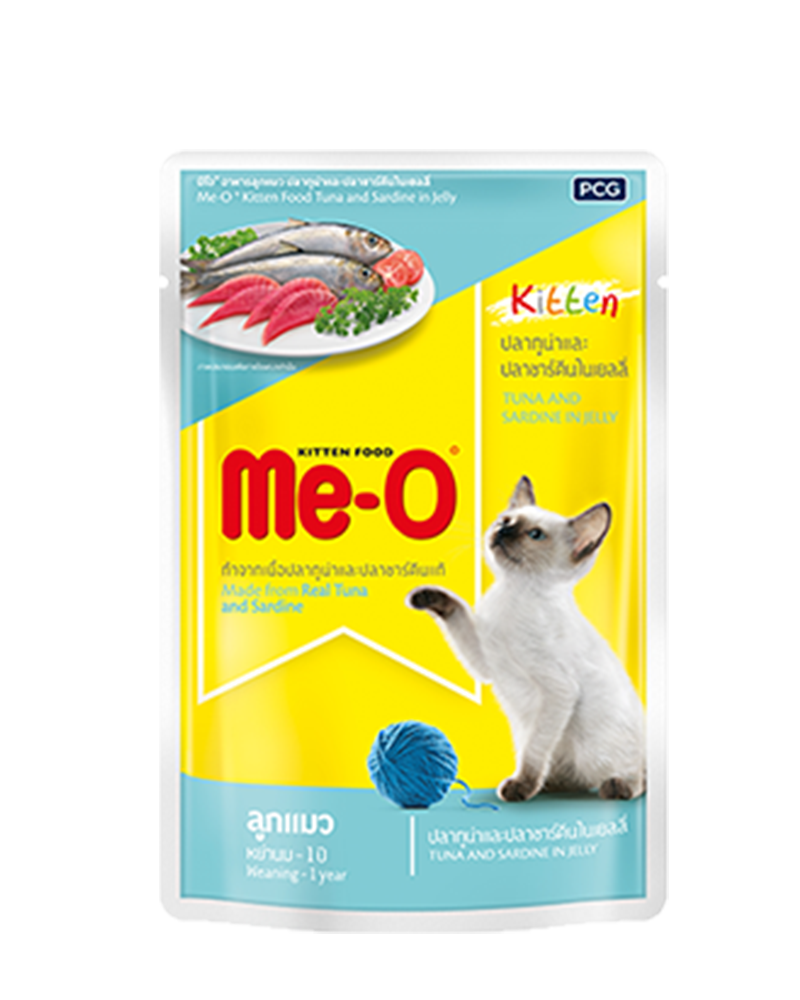 มีโอ® อาหารลูกแมว ปลาทูน่าและปลาซาร์ดีนในเยลลี่
Me-O ® Kitten Food Tuna and Sardine in Jelly
PCG
Kitten
ปลาทูน่าและ
ปลาซาร์ดีนในเยลลี่
TUNA AND
SARDINE IN JELLY
KITTEN FOOD
Me-O®
ทำจากเนื้อปลาทูน่าและปลาซาร์ดีนแท้
Made from Real Tuna
and Sardine
ลูกแมว
หย่านม - 1ปี
Weaning - 1 year
ปลาทูน่าและปลาซาร์ดีนในเยลลี่
TUNA AND SARDINE IN JELLY